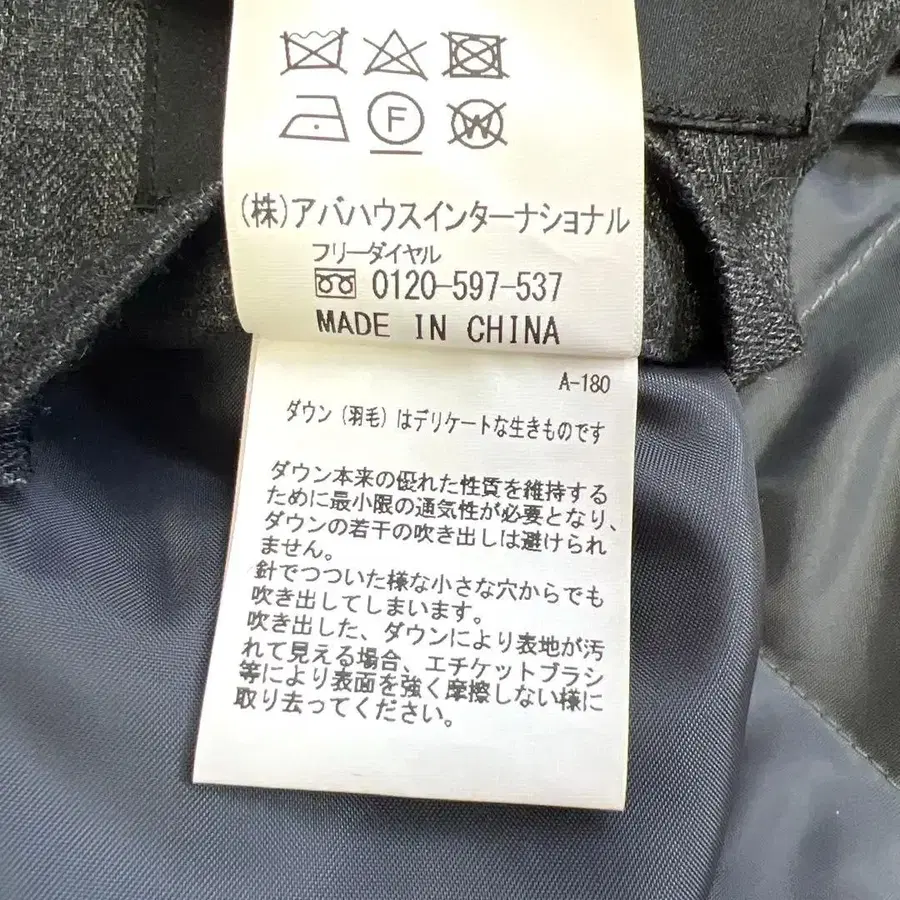 F
W
(株)アバハウスインターナショナル
フリーダイヤル
0120-597-537
MADE IN CHINA
A-180
ダウン(羽毛)はデリケートな生きものです
ダウン本来の優れた性質を維持する
ために最小限の通気性が必要となり、
ダウンの若干の吹き出しは避けられ
ません。
針でつついた様な小さな穴からでも
吹き出してしまいます。
吹き出した、ダウンにより表地が汚
れて見える場合、エチケットブラシ
等により表面を強く摩擦しない様に
取り去ってください。